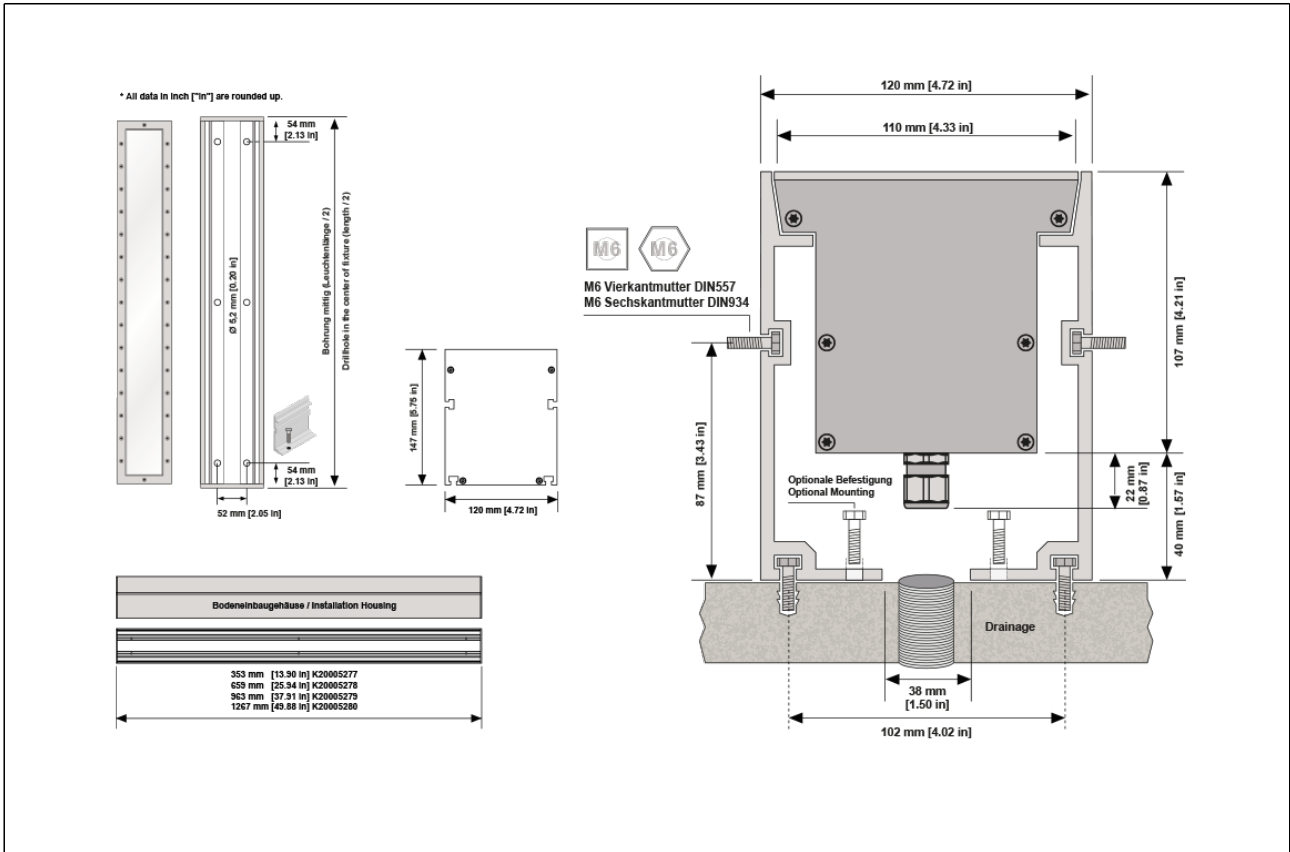 * All data in inch ["in"] are rounded up.
54 mm
[2.13 in]
Ø 5,2 mm [0.20 in]
Bohrung mittig (Leuchtenlänge / 2)
Drillhole in the center of fixture (length / 2)
54 mm
[2.13 in]
52 mm [2.05 in]
147 mm [5.75 in]
120 mm [4.72 in]
Bodeneinbaugehäuse / Installation Housing
353 mm [13.90 in] K20005277
659 mm [25.94 in] K20005278
963 mm [37.91 in] K20005279
1267 mm [49.88 in] K20005280
120 mm [4.72 in]
110 mm [4.33 in]
M6 M6
M6 Vierkantmutter DIN557
M6 Sechskantmutter DIN934
107 mm [4.21 in]
87 mm [3.43 in]
Optionale Befestigung
Optional Mounting
22 mm
[0.87 in]
40 mm [1.57 in]
Drainage
38 mm
[1.50 in]
102 mm [4.02 in]